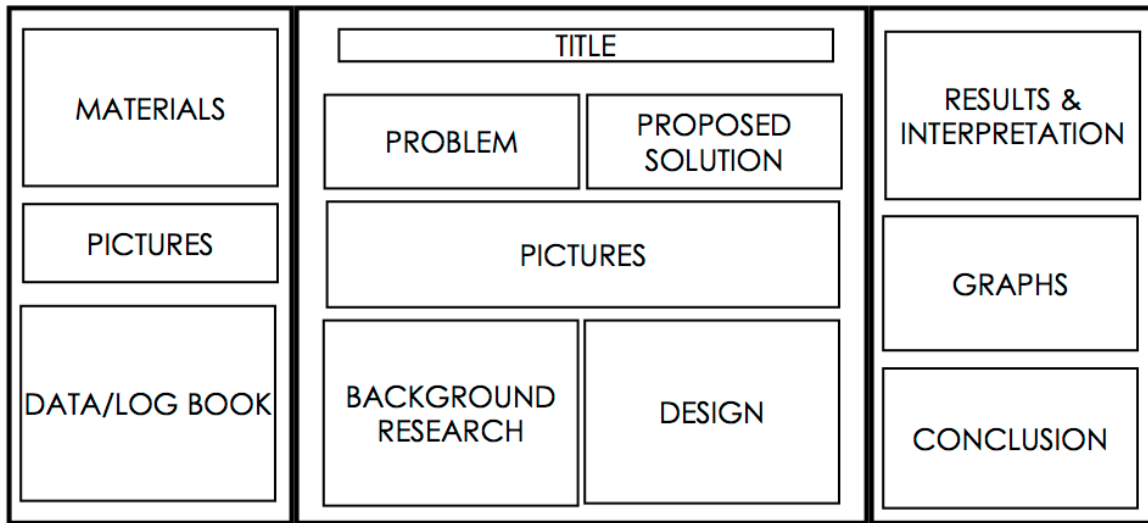 MATERIALS
PICTURES
DATA/LOG BOOK
TITLE
PROBLEM
PROPOSED
SOLUTION
PICTURES
BACKGROUND
RESEARCH
DESIGN
RESULTS &
INTERPRETATION
GRAPHS
CONCLUSION